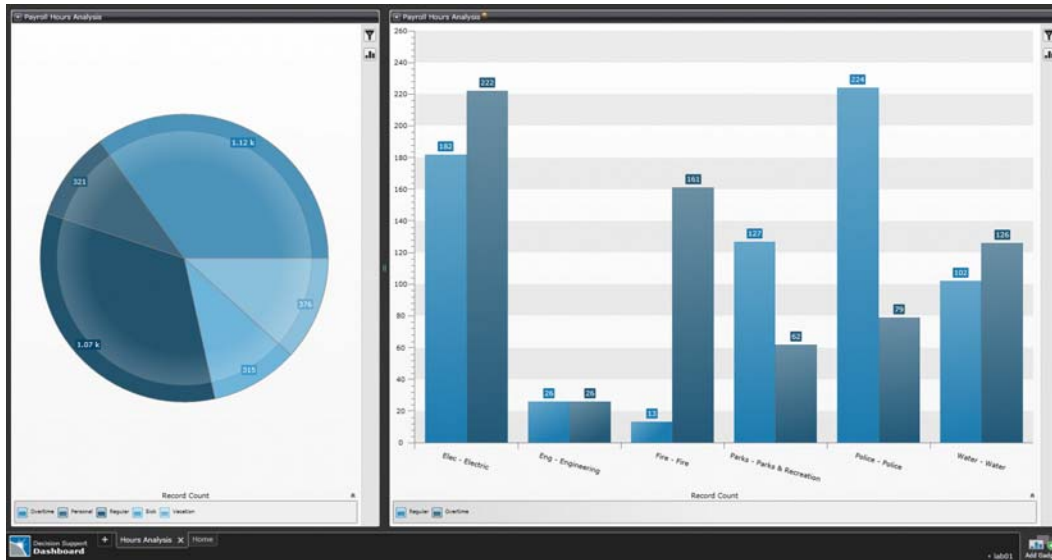 Payroll Hours Analysis
1.12 k
321
376
1.07 k
315
Record Count
Overtime Personal Regular Sick Vacation
Payroll Hours Analysis
260
240
220
200
180
160
140
120
100
80
60
40
20
0
182
222
26
26
13
161
127
62
224
79
102
126
Elec - Electric
Eng - Engineering
Fire - Fire
Parks - Parks & Recreation
Police - Police
Water - Water
Record Count
Regular Overtime
Decision Support
Dashboard
+ Hours Analysis X Home
< lab01
Add